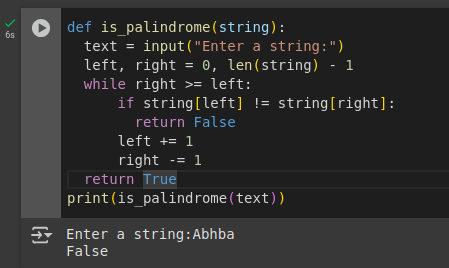 6s
def is_palindrome(string):
  text = input("Enter a string:")
  left, right = 0, len(string) - 1
  while right >= left:
      if string[left] != string[right]:
        return False
      left += 1
      right -= 1
  return True
print(is_palindrome(text))
Enter a string:Abhba
False